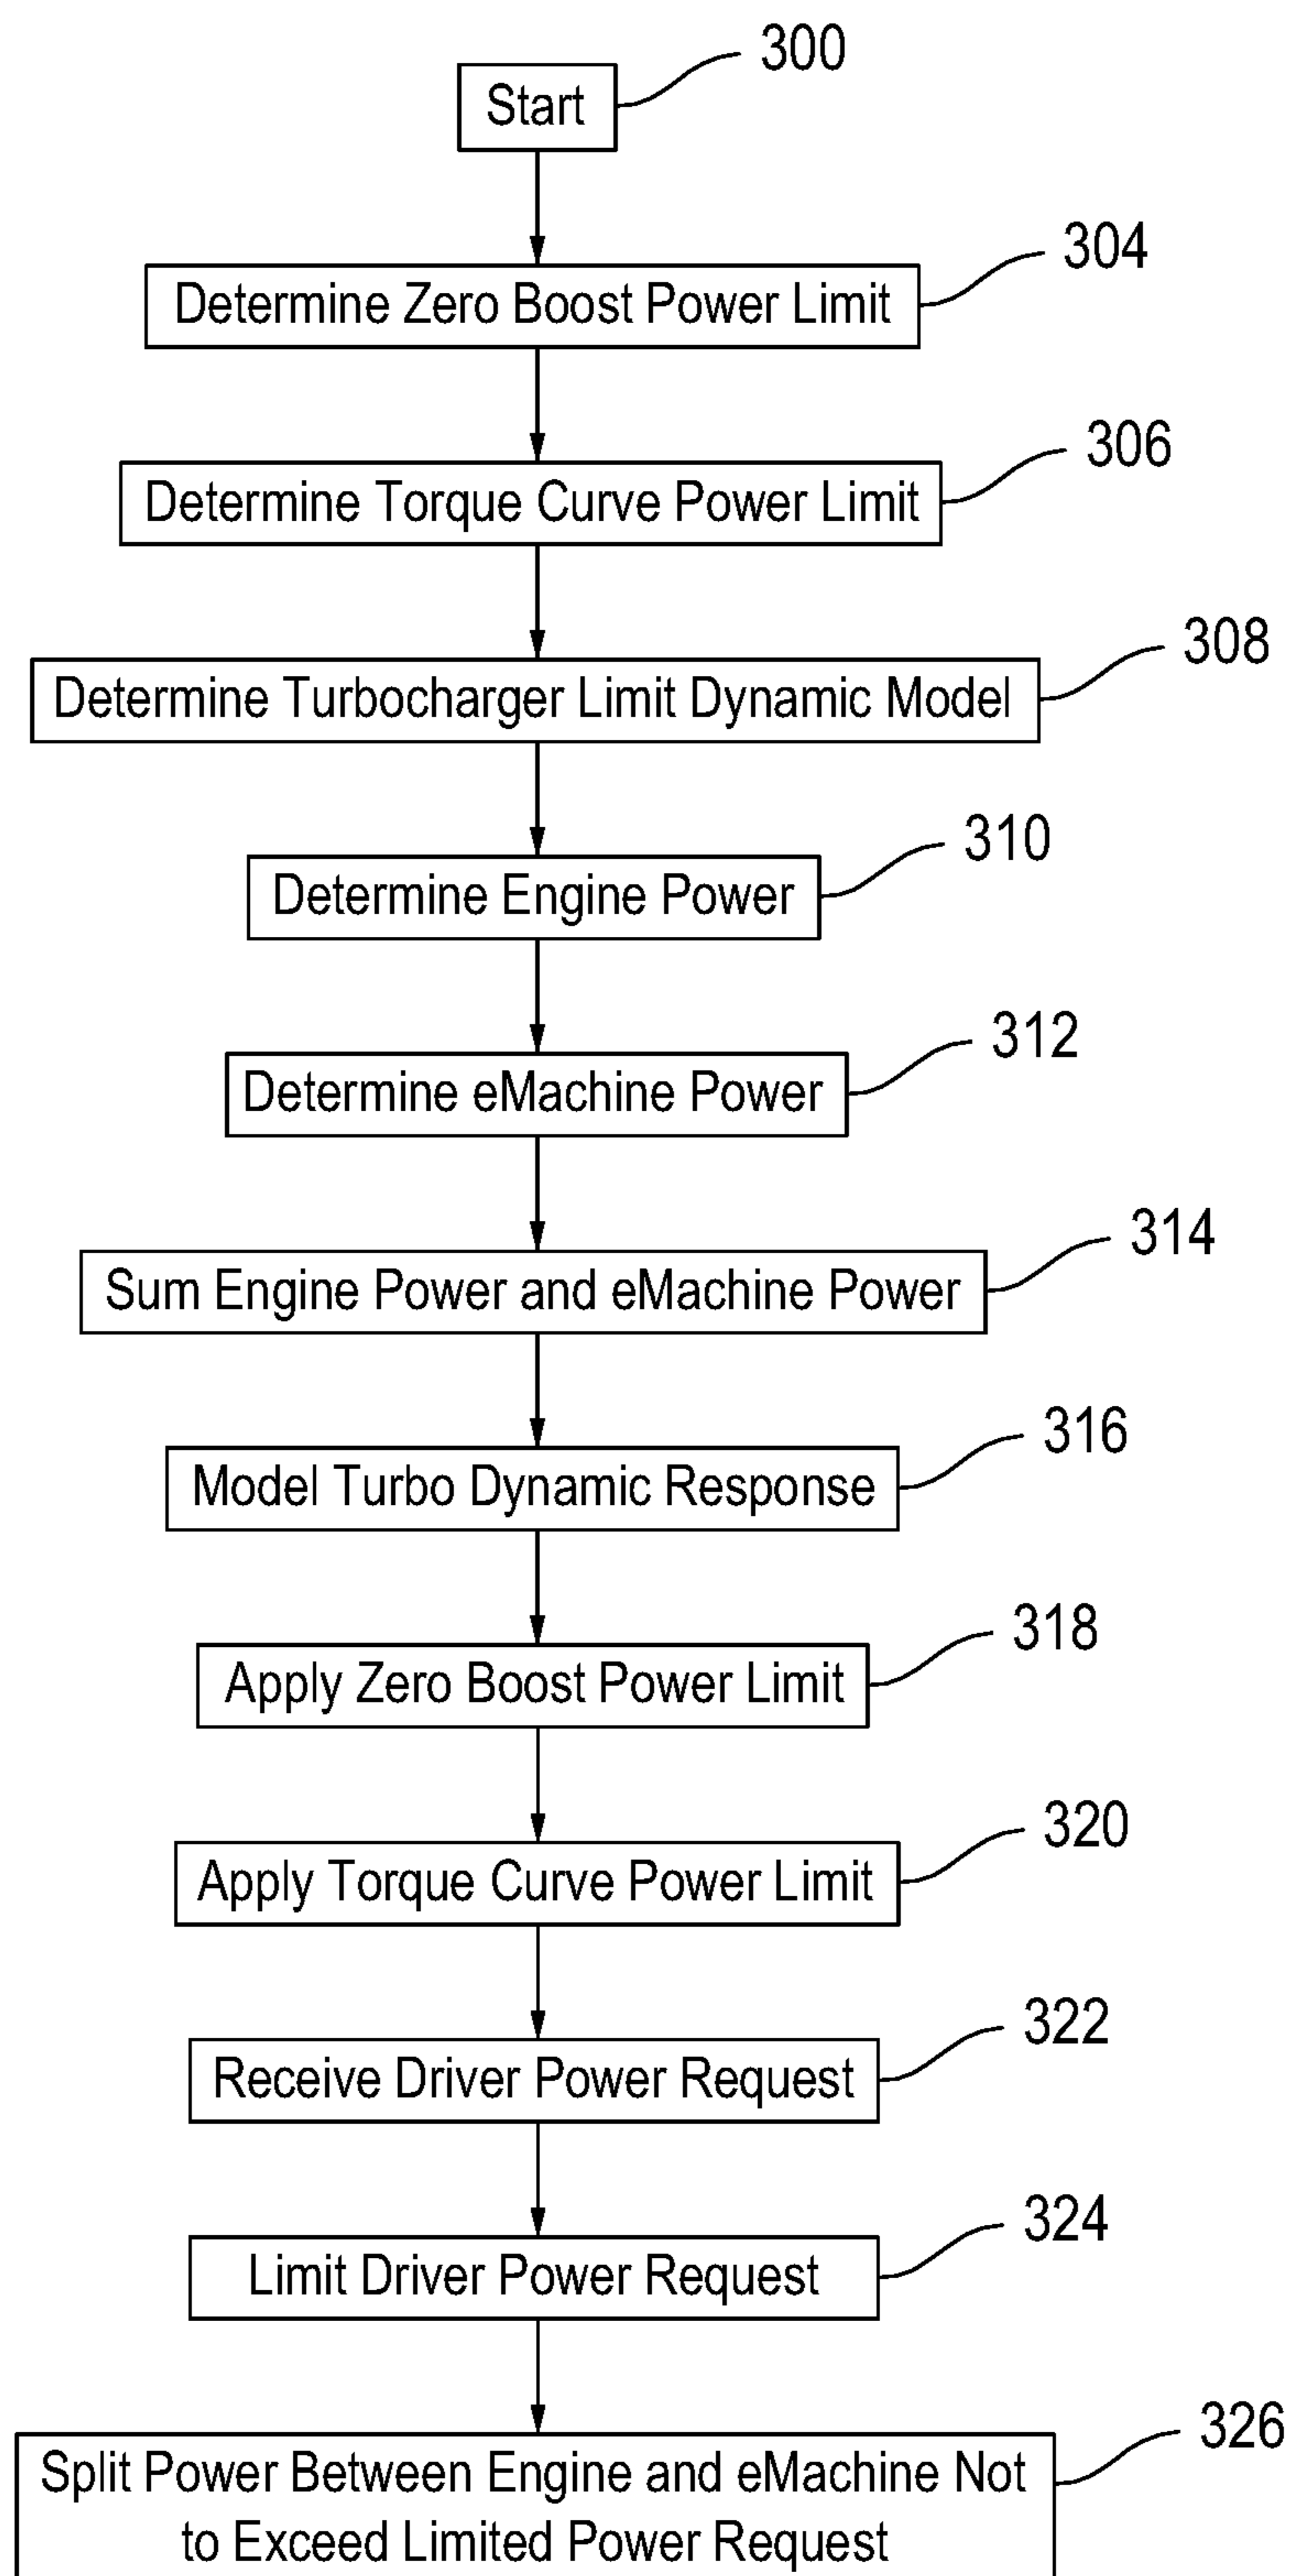 300
Start
304
Determine Zero Boost Power Limit
306
Determine Torque Curve Power Limit
308
Determine Turbocharger Limit Dynamic Model
310
Determine Engine Power
312
Determine eMachine Power
314
Sum Engine Power and eMachine Power
316
Model Turbo Dynamic Response
318
Apply Zero Boost Power Limit
320
Apply Torque Curve Power Limit
322
Receive Driver Power Request
324
Limit Driver Power Request
326
Split Power Between Engine and eMachine Not
to Exceed Limited Power Request